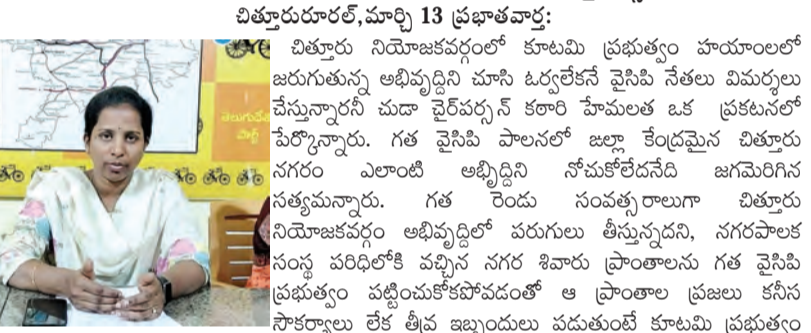 చిత్తూరురూరల్,మార్చి 13 ప్రభాతవార్త:
చిత్తూరు నియోజకవర్గంలో కూటమి ప్రభుత్వం హయాంలలో
జరుగుతున్న అభివృద్దిని చూసి ఓర్వలేకనే వైసిపి నేతలు విమర్శలు
చేస్తున్నారనీ చుడా చైర్‌పర్సన్ కఠారి హేమలత ఒక ప్రకటనలో
పేర్కొన్నారు. గత వైసిపి పాలనలో జల్లా కేంద్రమైన చిత్తూరు
నగరం ఎలాంటి అభిృద్దిని నోచుకోలేదనేది జగమెరిగిన
సత్యమన్నారు. గత రెండు సంవత్సరాలుగా చిత్తూరు
నియోజకవర్గం అభివృద్దిలో పరుగులు తీస్తున్నదని, నగరపాలక
సంస్థ పరిధిలోకి వచ్చిన నగర శివారు ప్రాంతాలను గత వైసిపి
ప్రభుత్వం పట్టించుకోకపోవడంతో ఆ ప్రాంతాల ప్రజలు కనీస
సౌకర్యాలు లేక తీవ్ర ఇబ్బందులు పడుతుంటే కూటమి ప్రభుత్వం
తెలుగుదేశ
పార్టీ